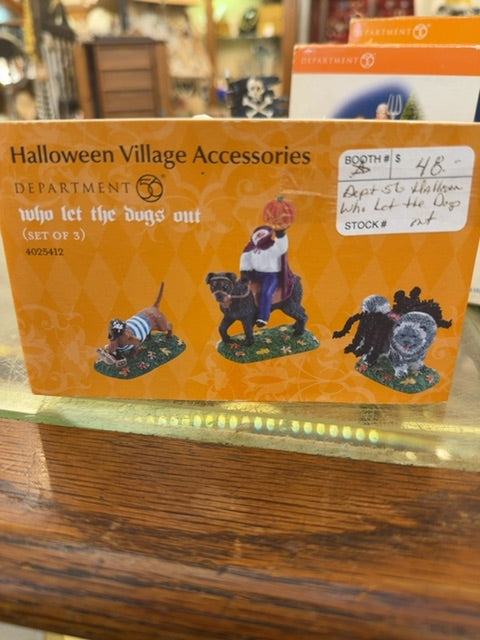 DEPARTMENT 56
DEPARTMENT 56
Halloween Village Accessories
DEPARTMENT 56
who let the dogs out
(SET OF 3)
4025412
BOOTH # $ 48.-
Dept 56 Halloween
Who Let the Dogs
STOCK# out